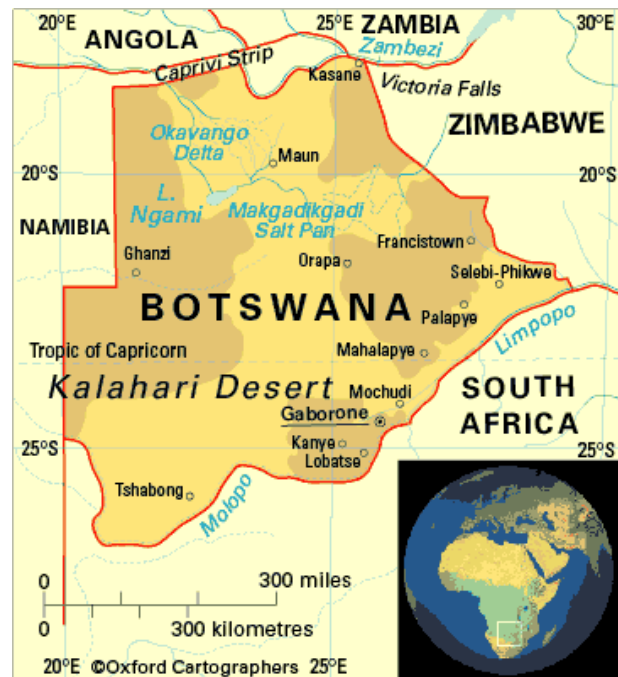 20°E
25°E
30°E
ANGOLA
ZAMBIA
Zambezi
Caprivi Strip
Kasane
Victoria Falls
ZIMBABWE
Okavango
Delta
Maun
20°S
20°S
L.
Ngami
Makgadikgadi
Salt Pan
NAMIBIA
Francistown
Ghanzi
Orapa
Selebi-Phikwe
BOTSWANA
Palapye
Limpopo
Tropic of Capricorn
Mahalapye
Kalahari Desert
Mochudi
SOUTH
AFRICA
Gaborone
25°S
25°S
Kanye
Lobatse
Tshabong
Molopo
0
300 miles
0
300 kilometres
20°E
©Oxford Cartographers
25°E